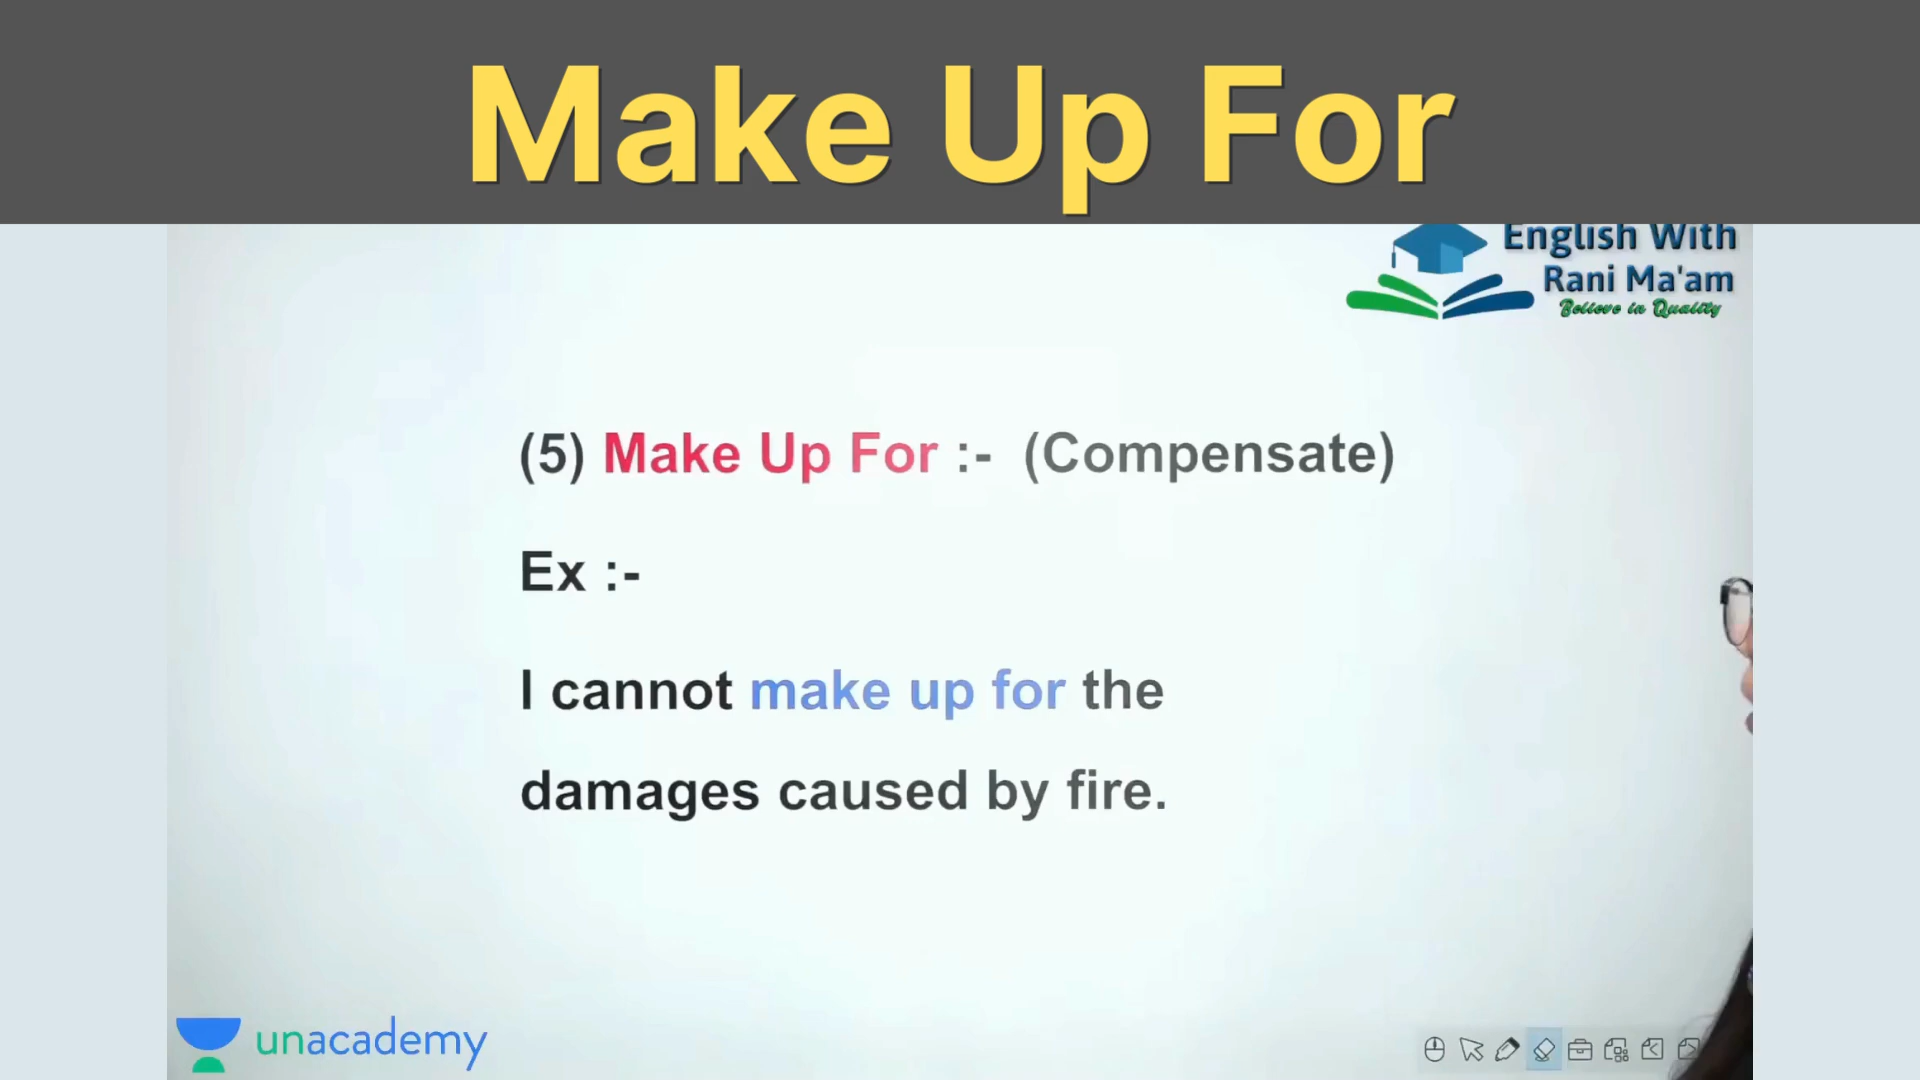 Make Up For
English With
Rani Ma'am
Believe in Quality
(5) Make Up For :- (Compensate)
Ex :-
I cannot make up for the
damages caused by fire.
unacademy